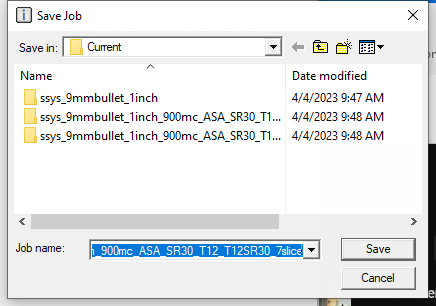 Save Job
Save in: Current
Name Date modified
ssys_9mmbullet_1inch 4/4/2023 9:47 AM
ssys_9mmbullet_1inch_900mc_ASA_SR30_T1... 4/4/2023 9:48 AM
ssys_9mmbullet_1inch_900mc_ASA_SR30_T1... 4/4/2023 9:48 AM
Job name: _900mc_ASA_SR30_T12_T12SR30_7slice Save
Cancel